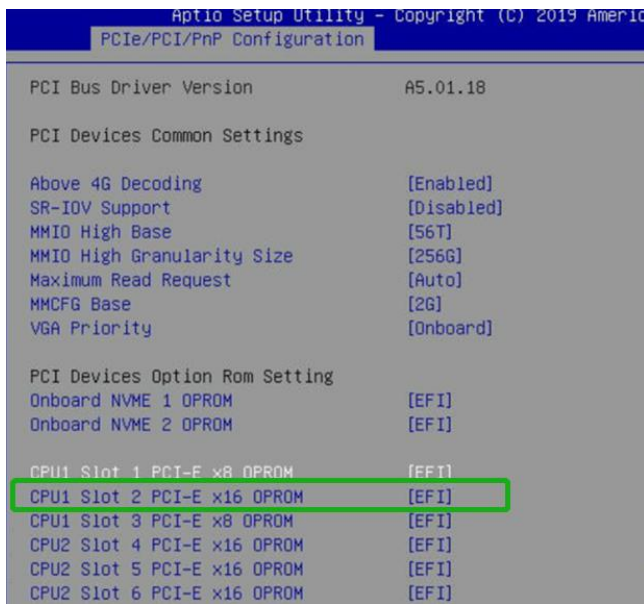 Aptio Setup Utility – Copyright (C) 2019 Americ
PCIe/PCI/PnP Configuration
PCI Bus Driver Version A5.01.18
PCI Devices Common Settings
Above 4G Decoding [Enabled]
SR-IOV Support [Disabled]
MMIO High Base [56T]
MMIO High Granularity Size [256G]
Maximum Read Request [Auto]
MMCFG Base [2G]
VGA Priority [Onboard]
PCI Devices Option Rom Setting
Onboard NVME 1 OPROM [EFI]
Onboard NVME 2 OPROM [EFI]
CPU1 Slot 1 PCI-E x8 OPROM [EFI]
CPU1 Slot 2 PCI-E x16 OPROM [EFI]
CPU1 Slot 3 PCI-E x8 OPROM [EFI]
CPU2 Slot 4 PCI-E x16 OPROM [EFI]
CPU2 Slot 5 PCI-E x16 OPROM [EFI]
CPU2 Slot 6 PCI-E x16 OPROM [EFI]